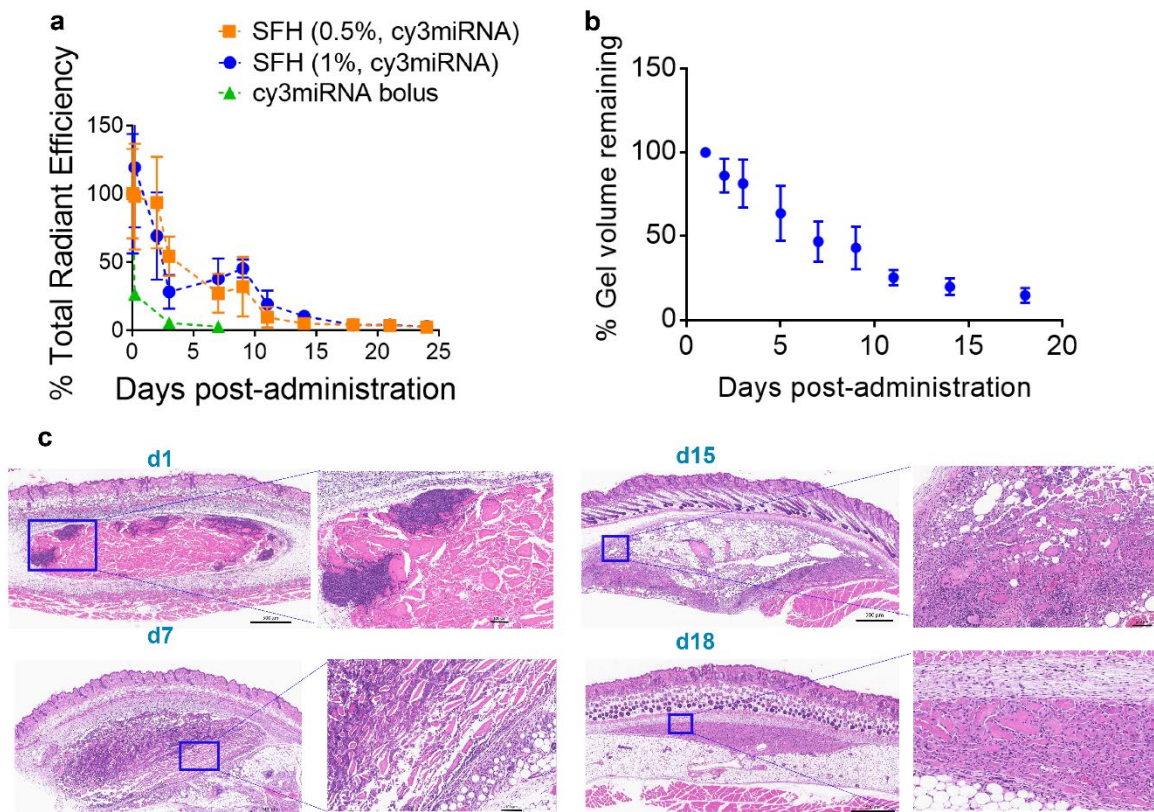 a
SFH (0.5%, cy3miRNA)
SFH (1%, cy3miRNA)
cy3miRNA bolus
% Total Radiant Efficiency
150
100
50
0
0 5 10 15 20 25
Days post-administration
b
% Gel volume remaining
150
100
50
0
0 5 10 15 20
Days post-administration
c
d1
500 µm
d15
d7
d18